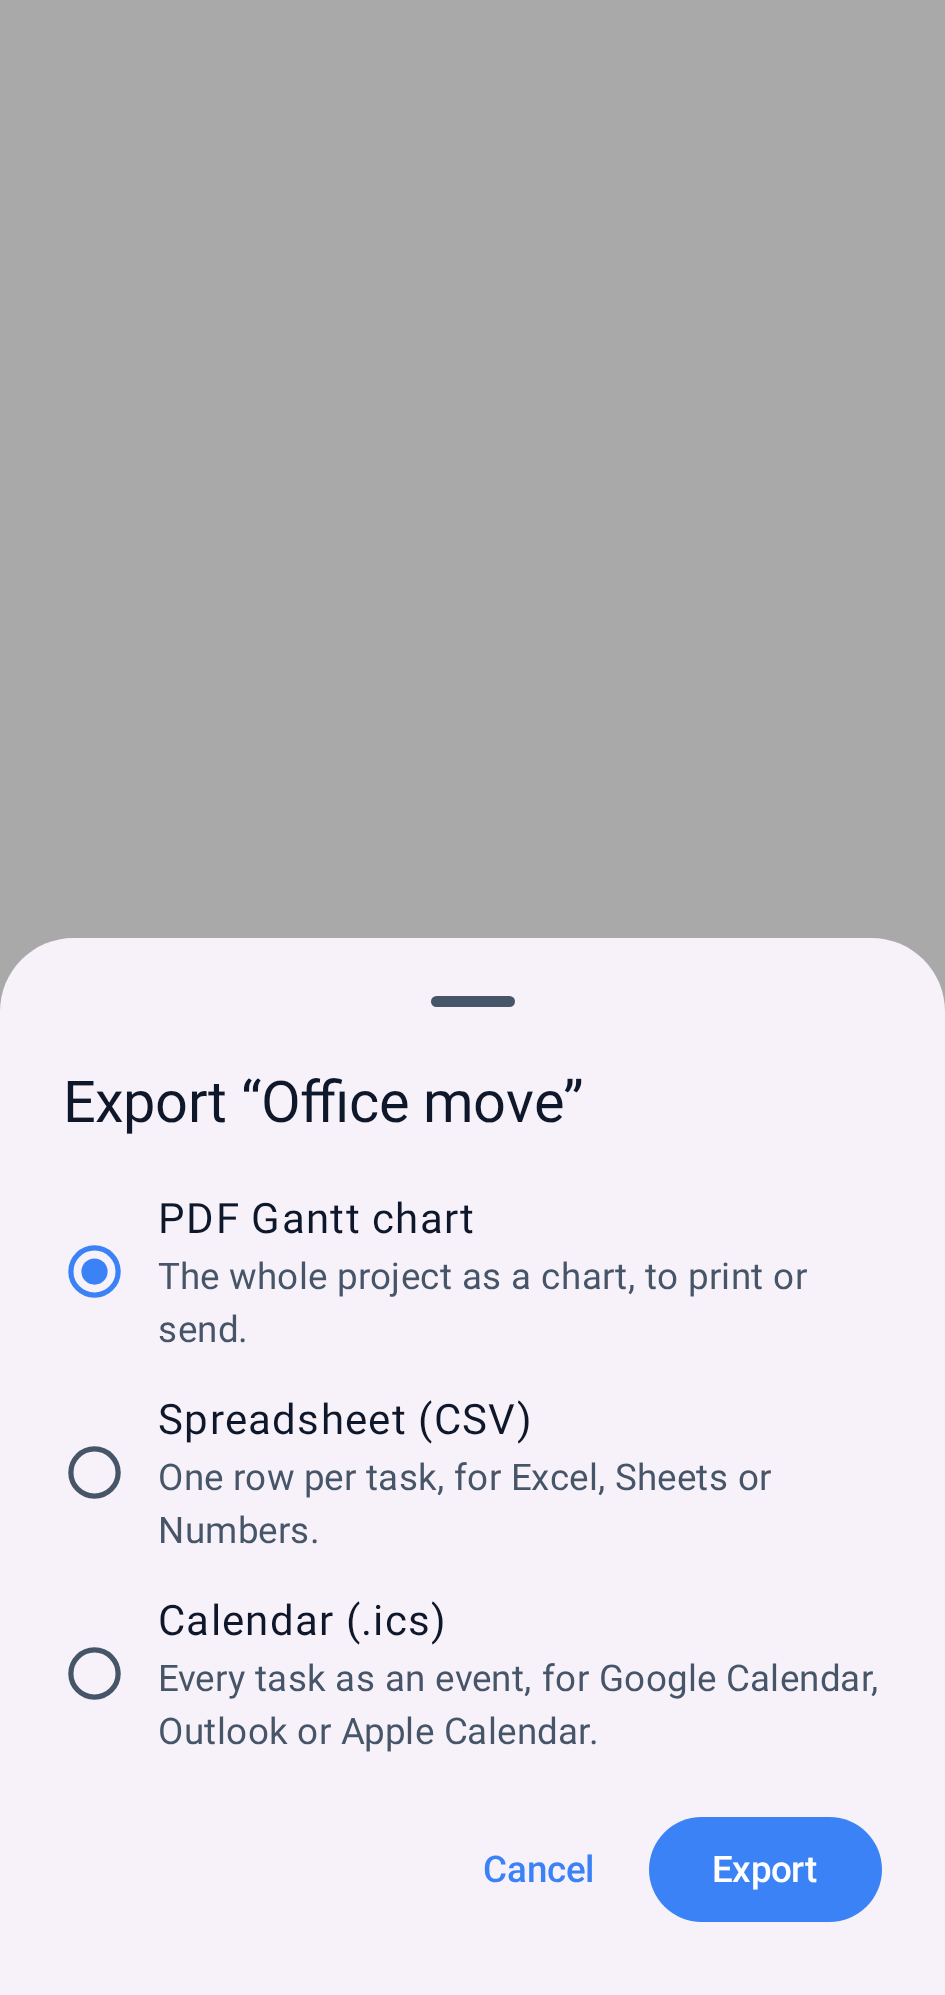 Export “Office move”
PDF Gantt chart
The whole project as a chart, to print or
send.
Spreadsheet (CSV)
One row per task, for Excel, Sheets or
Numbers.
Calendar (.ics)
Every task as an event, for Google Calendar,
Outlook or Apple Calendar.
Cancel
Export